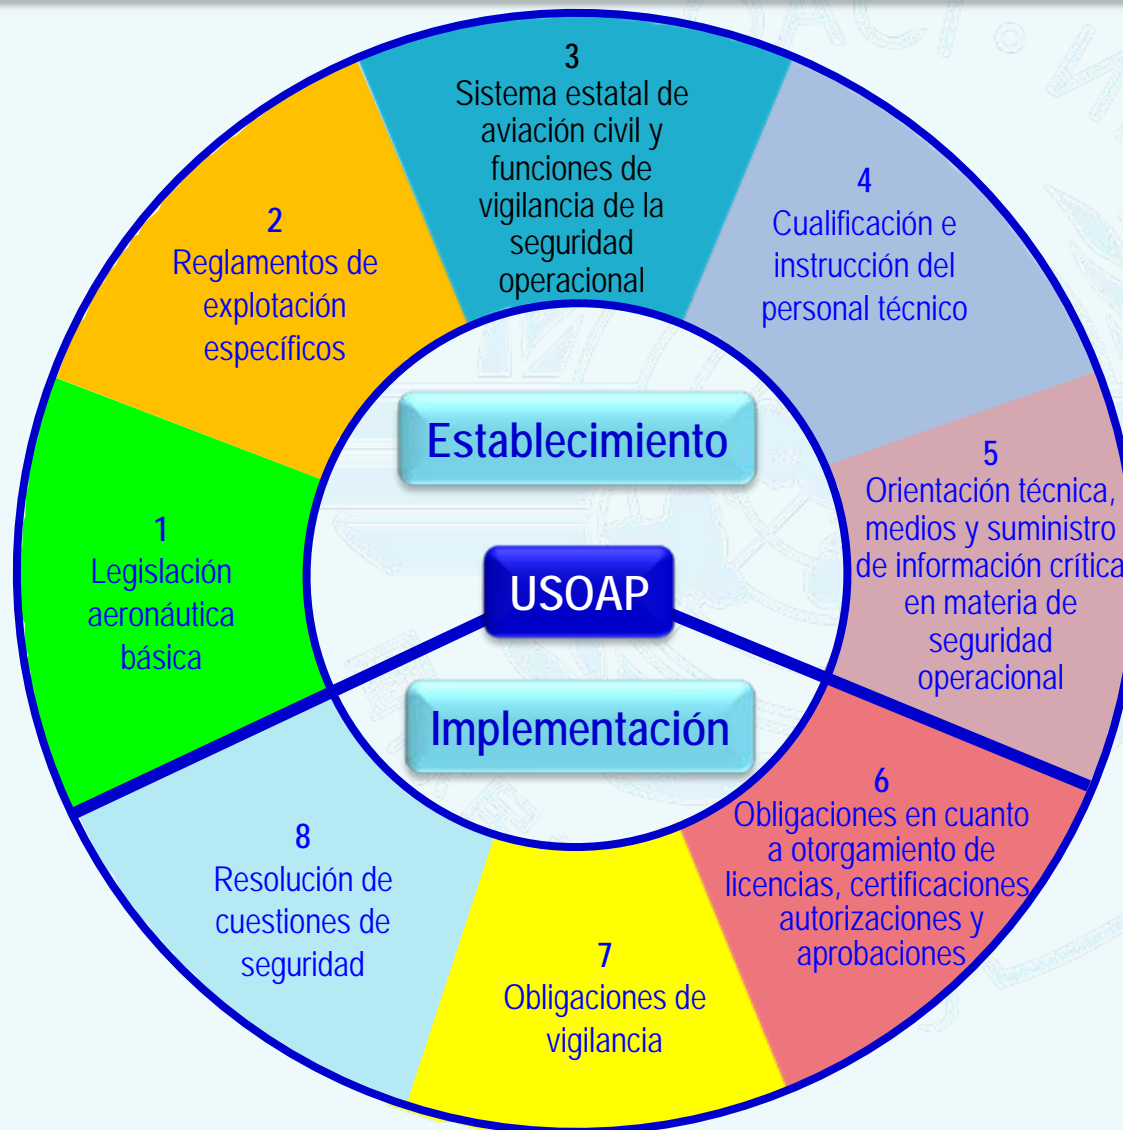 3
Sistema estatal de
aviación civil y
funciones de
vigilancia de la
seguridad
operacional
4
Cualificación e
instrucción del
personal técnico
2
Reglamentos de
explotación
específicos
Establecimiento
5
Orientación técnica,
medios y suministro
de información crítica
en materia de
seguridad
operacional
1
Legislación
aeronáutica
básica
USOAP
Implementación
6
Obligaciones en cuanto
a otorgamiento de
licencias, certificaciones
autorizaciones y
aprobaciones
8
Resolución de
cuestiones de
seguridad
7
Obligaciones de
vigilancia